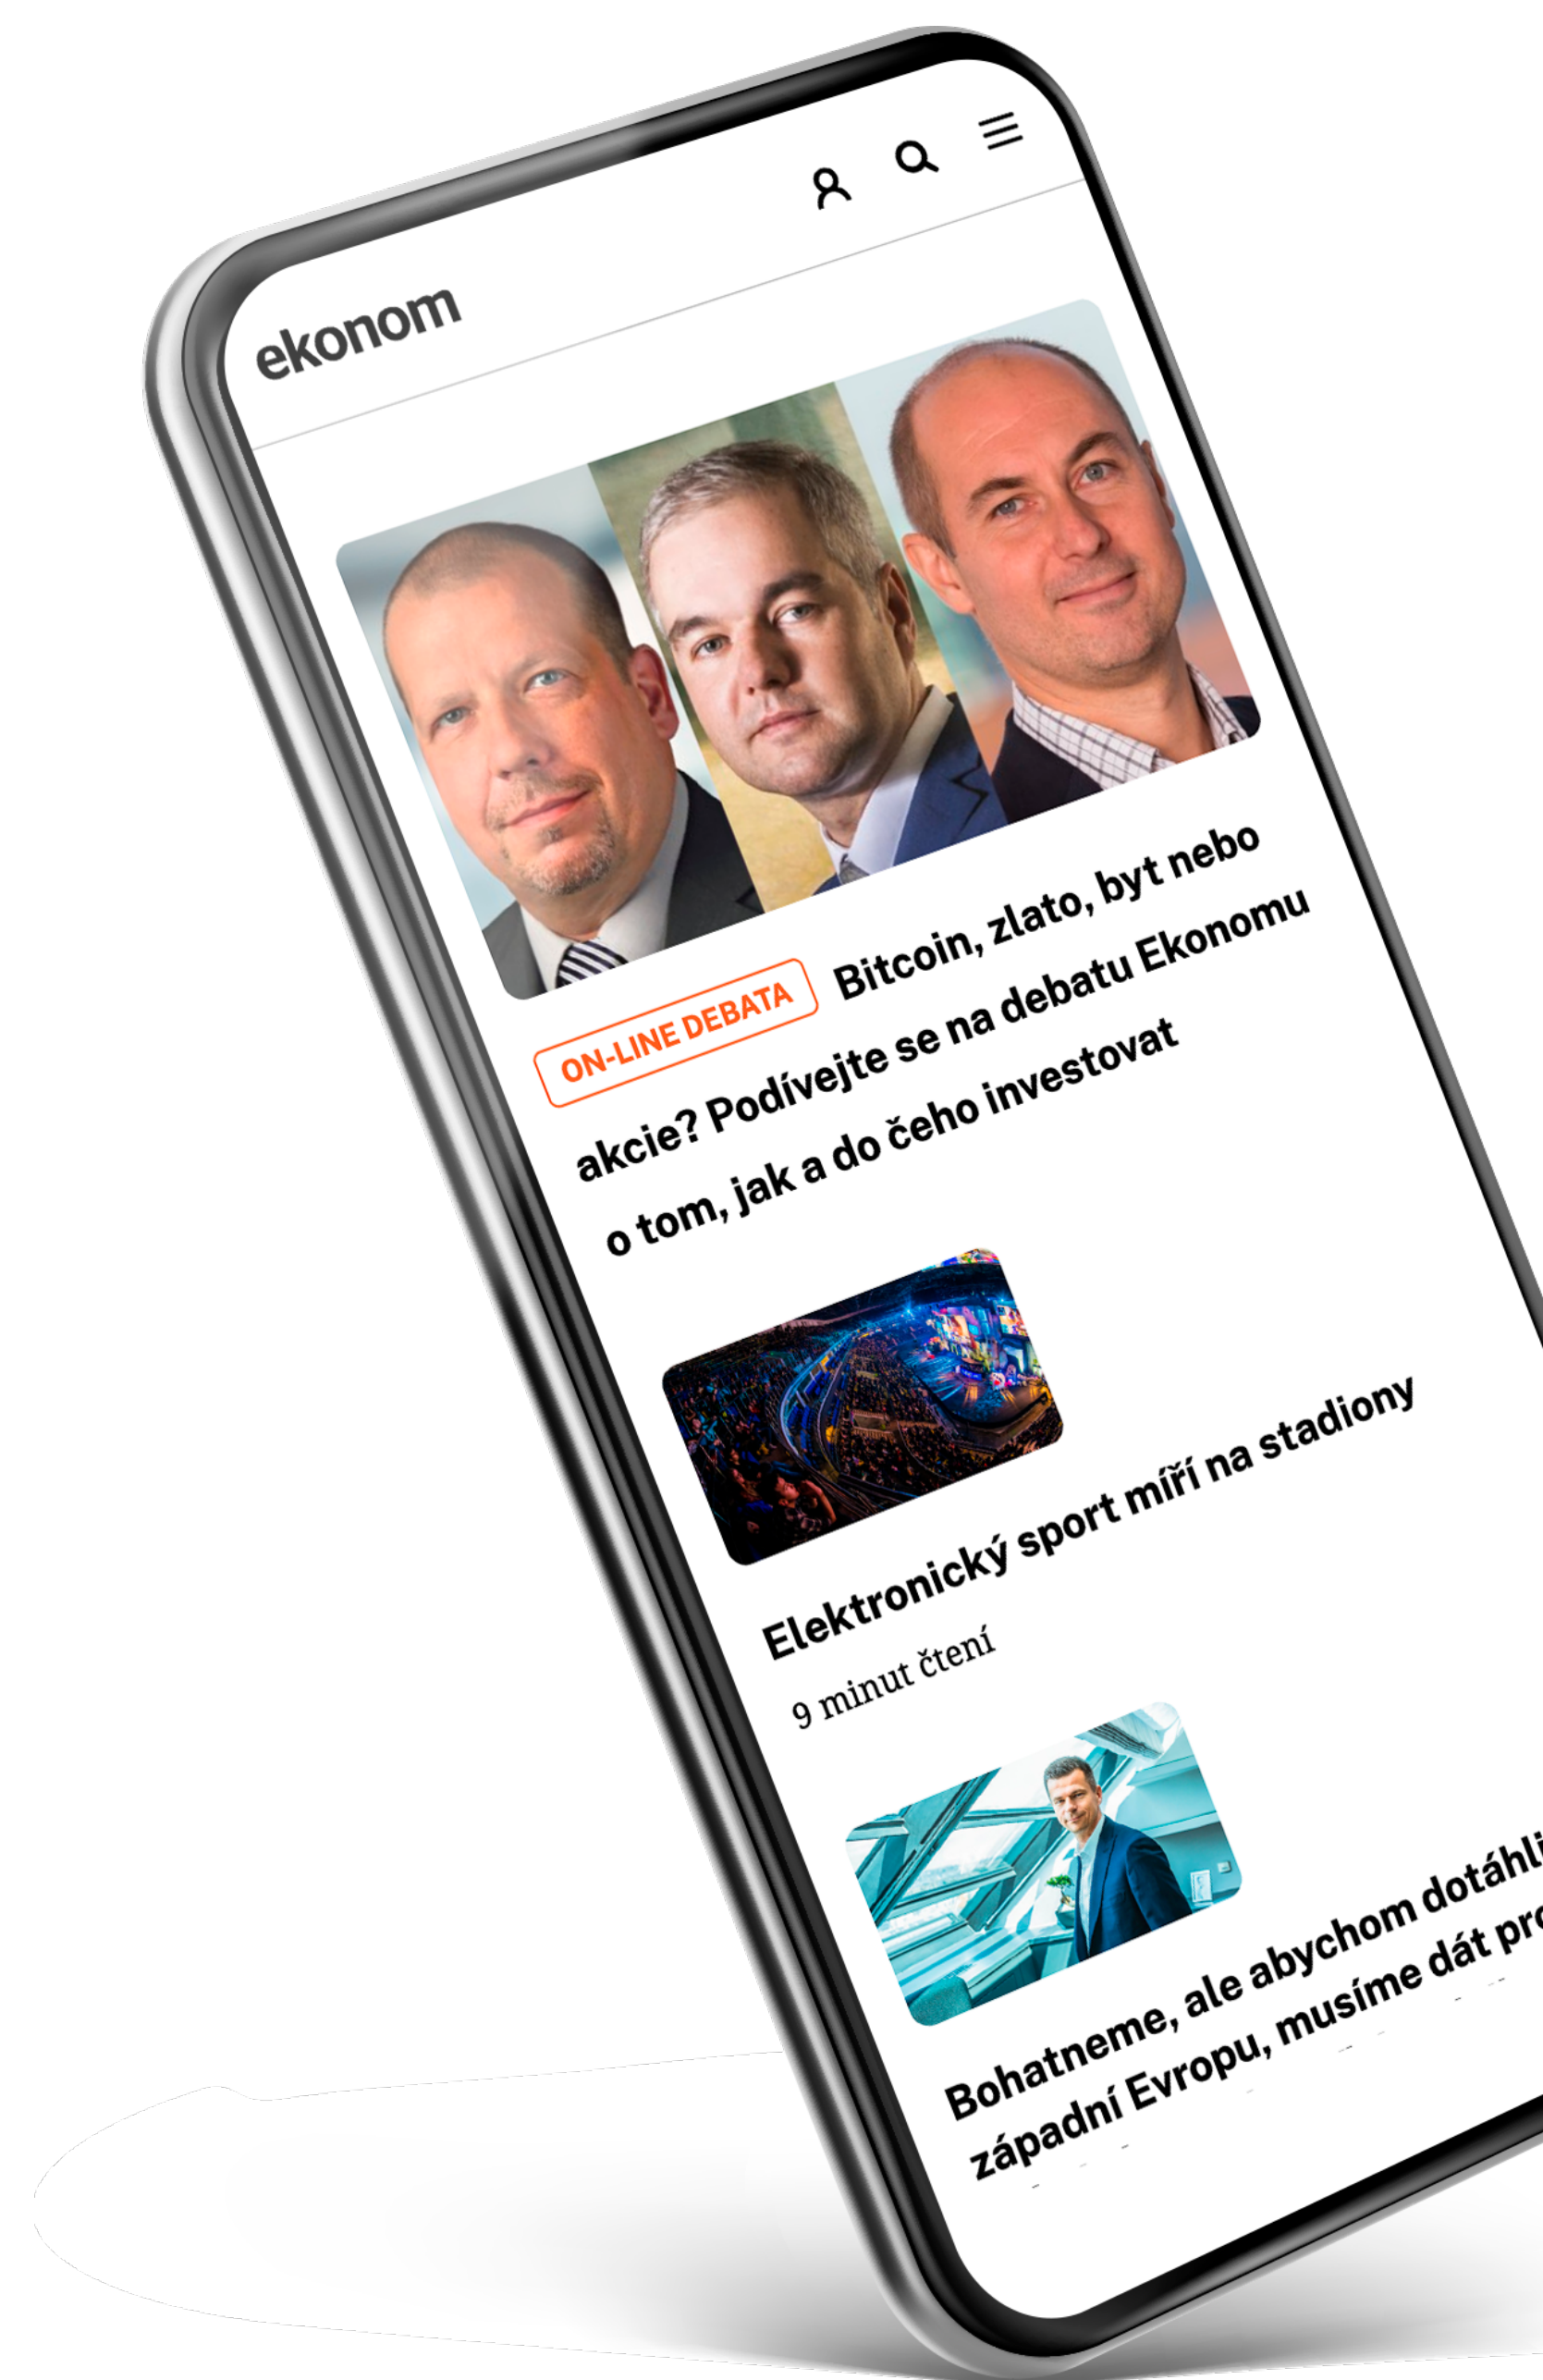 ekonom
ON-LINE DEBATA Bitcoin, zlato, byt nebo
akcie? Podívejte se na debatu Ekonomu
o tom, jak a do čeho investovat
Elektronický sport míří na stadiony
9 minut čtení
Bohatneme, ale abychom dotáhli
západní Evropu, musíme dát